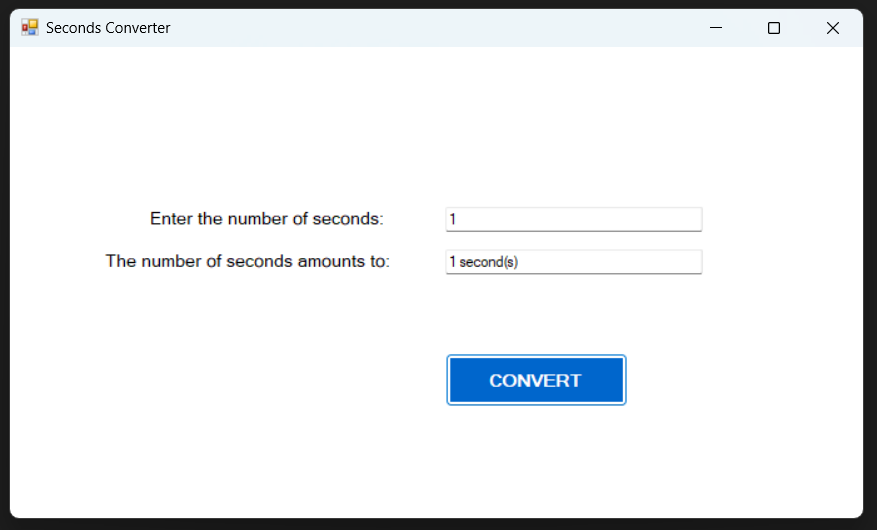 Seconds Converter
Enter the number of seconds: 1
The number of seconds amounts to: 1 second(s)
CONVERT